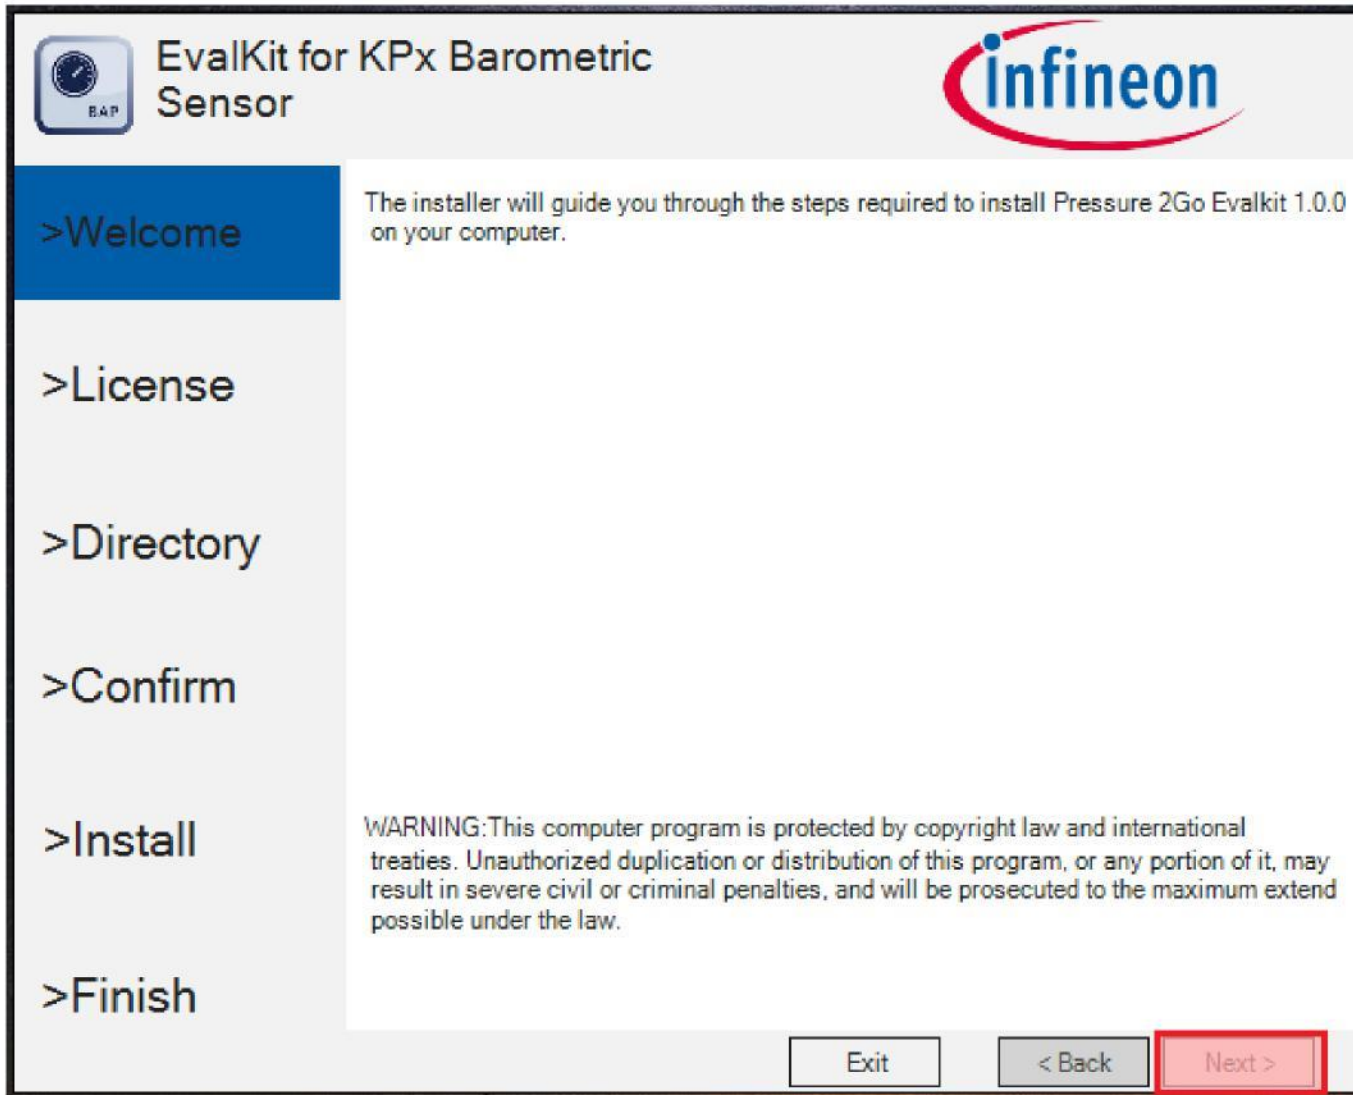 BAP
EvalKit for KPx Barometric
Sensor
infineon
>Welcome
>License
>Directory
>Confirm
>Install
>Finish
The installer will guide you through the steps required to install Pressure 2Go Evalkit 1.0.0
on your computer.
WARNING:This computer program is protected by copyright law and international
treaties. Unauthorized duplication or distribution of this program, or any portion of it, may
result in severe civil or criminal penalties, and will be prosecuted to the maximum extend
possible under the law.
Exit
< Back
Next >